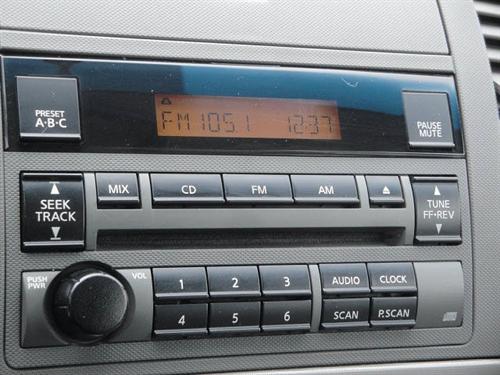 PRESET
A·B·C
FM 105.1 12:37
PAUSE
MUTE
SEEK
TRACK
MIX
CD
FM
AM
TUNE
FF·REV
PUSH
PWR
VOL
1
2
3
AUDIO
CLOCK
4
5
6
SCAN
P.SCAN